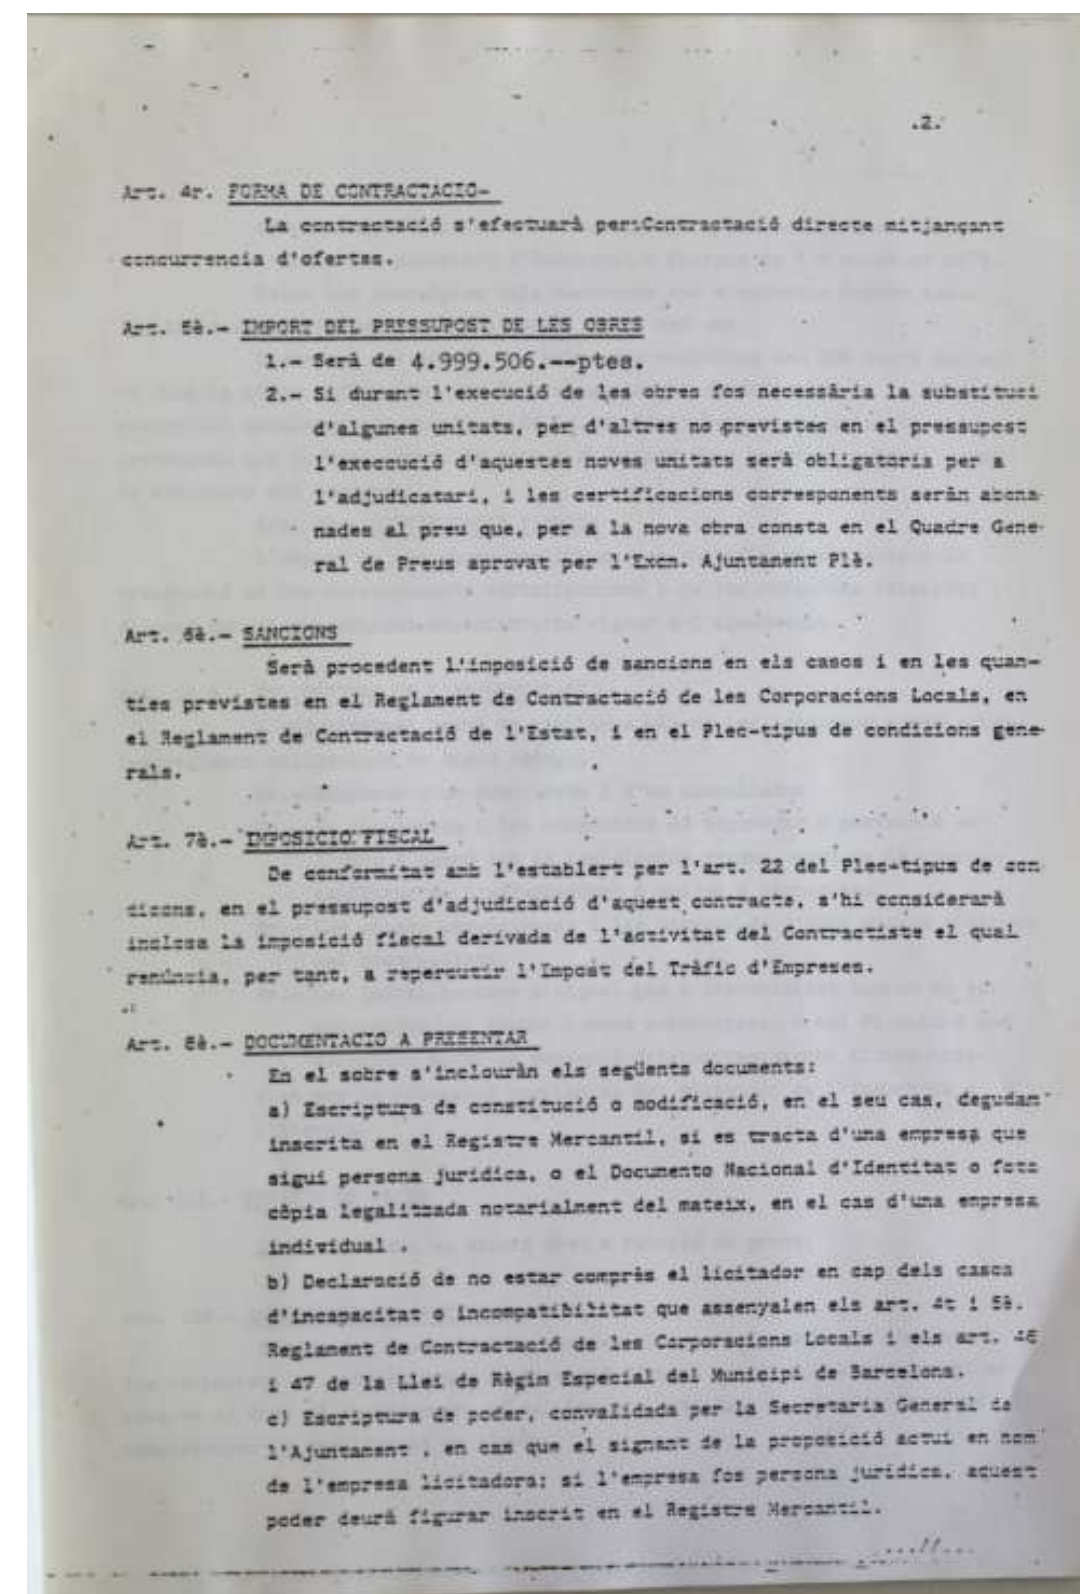 .2.
Art. 4r. FORMA DE CONTRACTACIO-
La contractació s'efectuarà per:Contractació directe mitjançant
concurrencia d'ofertes.
Art. 5è.- IMPORT DEL PRESSUPOST DE LES OBRES
1.- Serà de 4.999.506.--ptes.
2.- Si durant l'execució de les obres fos necessària la substituci
d'algunes unitats, per d'altres no previstes en el pressupost
l'execcució d'aquestes noves unitats serà obligatoria per a
l'adjudicatari, i les certificacions corresponents seràn abona-
nades al preu que, per a la nova obra consta en el Quadre Gene-
ral de Preus aprovat per l'Excm. Ajuntament Plè.
Art. 6è.- SANCIONS
Serà procedent l'imposició de sancions en els casos i en les quan-
ties previstes en el Reglament de Contractació de les Corporacions Locals, en
el Reglament de Contractació de l'Estat, i en el Plec-tipus de condicions gene-
rals.
Art. 7è.- IMPOSICIO FISCAL
De conformitat amb l'establert per l'art. 22 del Plec-tipus de con
dicons, en el pressupost d'adjudicació d'aquest contracte, s'hi considerarà
inclosa la imposició fiscal derivada de l'activitat del Contractiste el qual
renúncia, per tant, a repercutir l'Impost del Tràfic d'Empreses.
Art. 8è.- DOCUMENTACIO A PRESENTAR
En el sobre s'inclouràn els següents documents:
a) Escriptura de constitució o modificació, en el seu cas, degudam
inscrita en el Registre Mercantil, si es tracta d'una empresa que
sigui persona jurídica, o el Documento Nacional d'Identitat o foto
còpia legalitzada notarialment del mateix, en el cas d'una empresa
individual .
b) Declaració de no estar comprès el licitador en cap dels casos
d'incapacitat o incompatibilitat que assenyalen els art. 4t i 5è.
Reglament de Contractació de les Corporacions Locals i els art. 46
i 47 de la Llei de Règim Especial del Municipi de Barcelona.
c) Escriptura de poder, convalidada per la Secretaria General de
l'Ajuntament , en cas que el signant de la proposició actui en nom
de l'empresa licitadora; si l'empresa fos persona jurídica, aquest
poder deurà figurar inscrit en el Registre Mercantil.
...//...